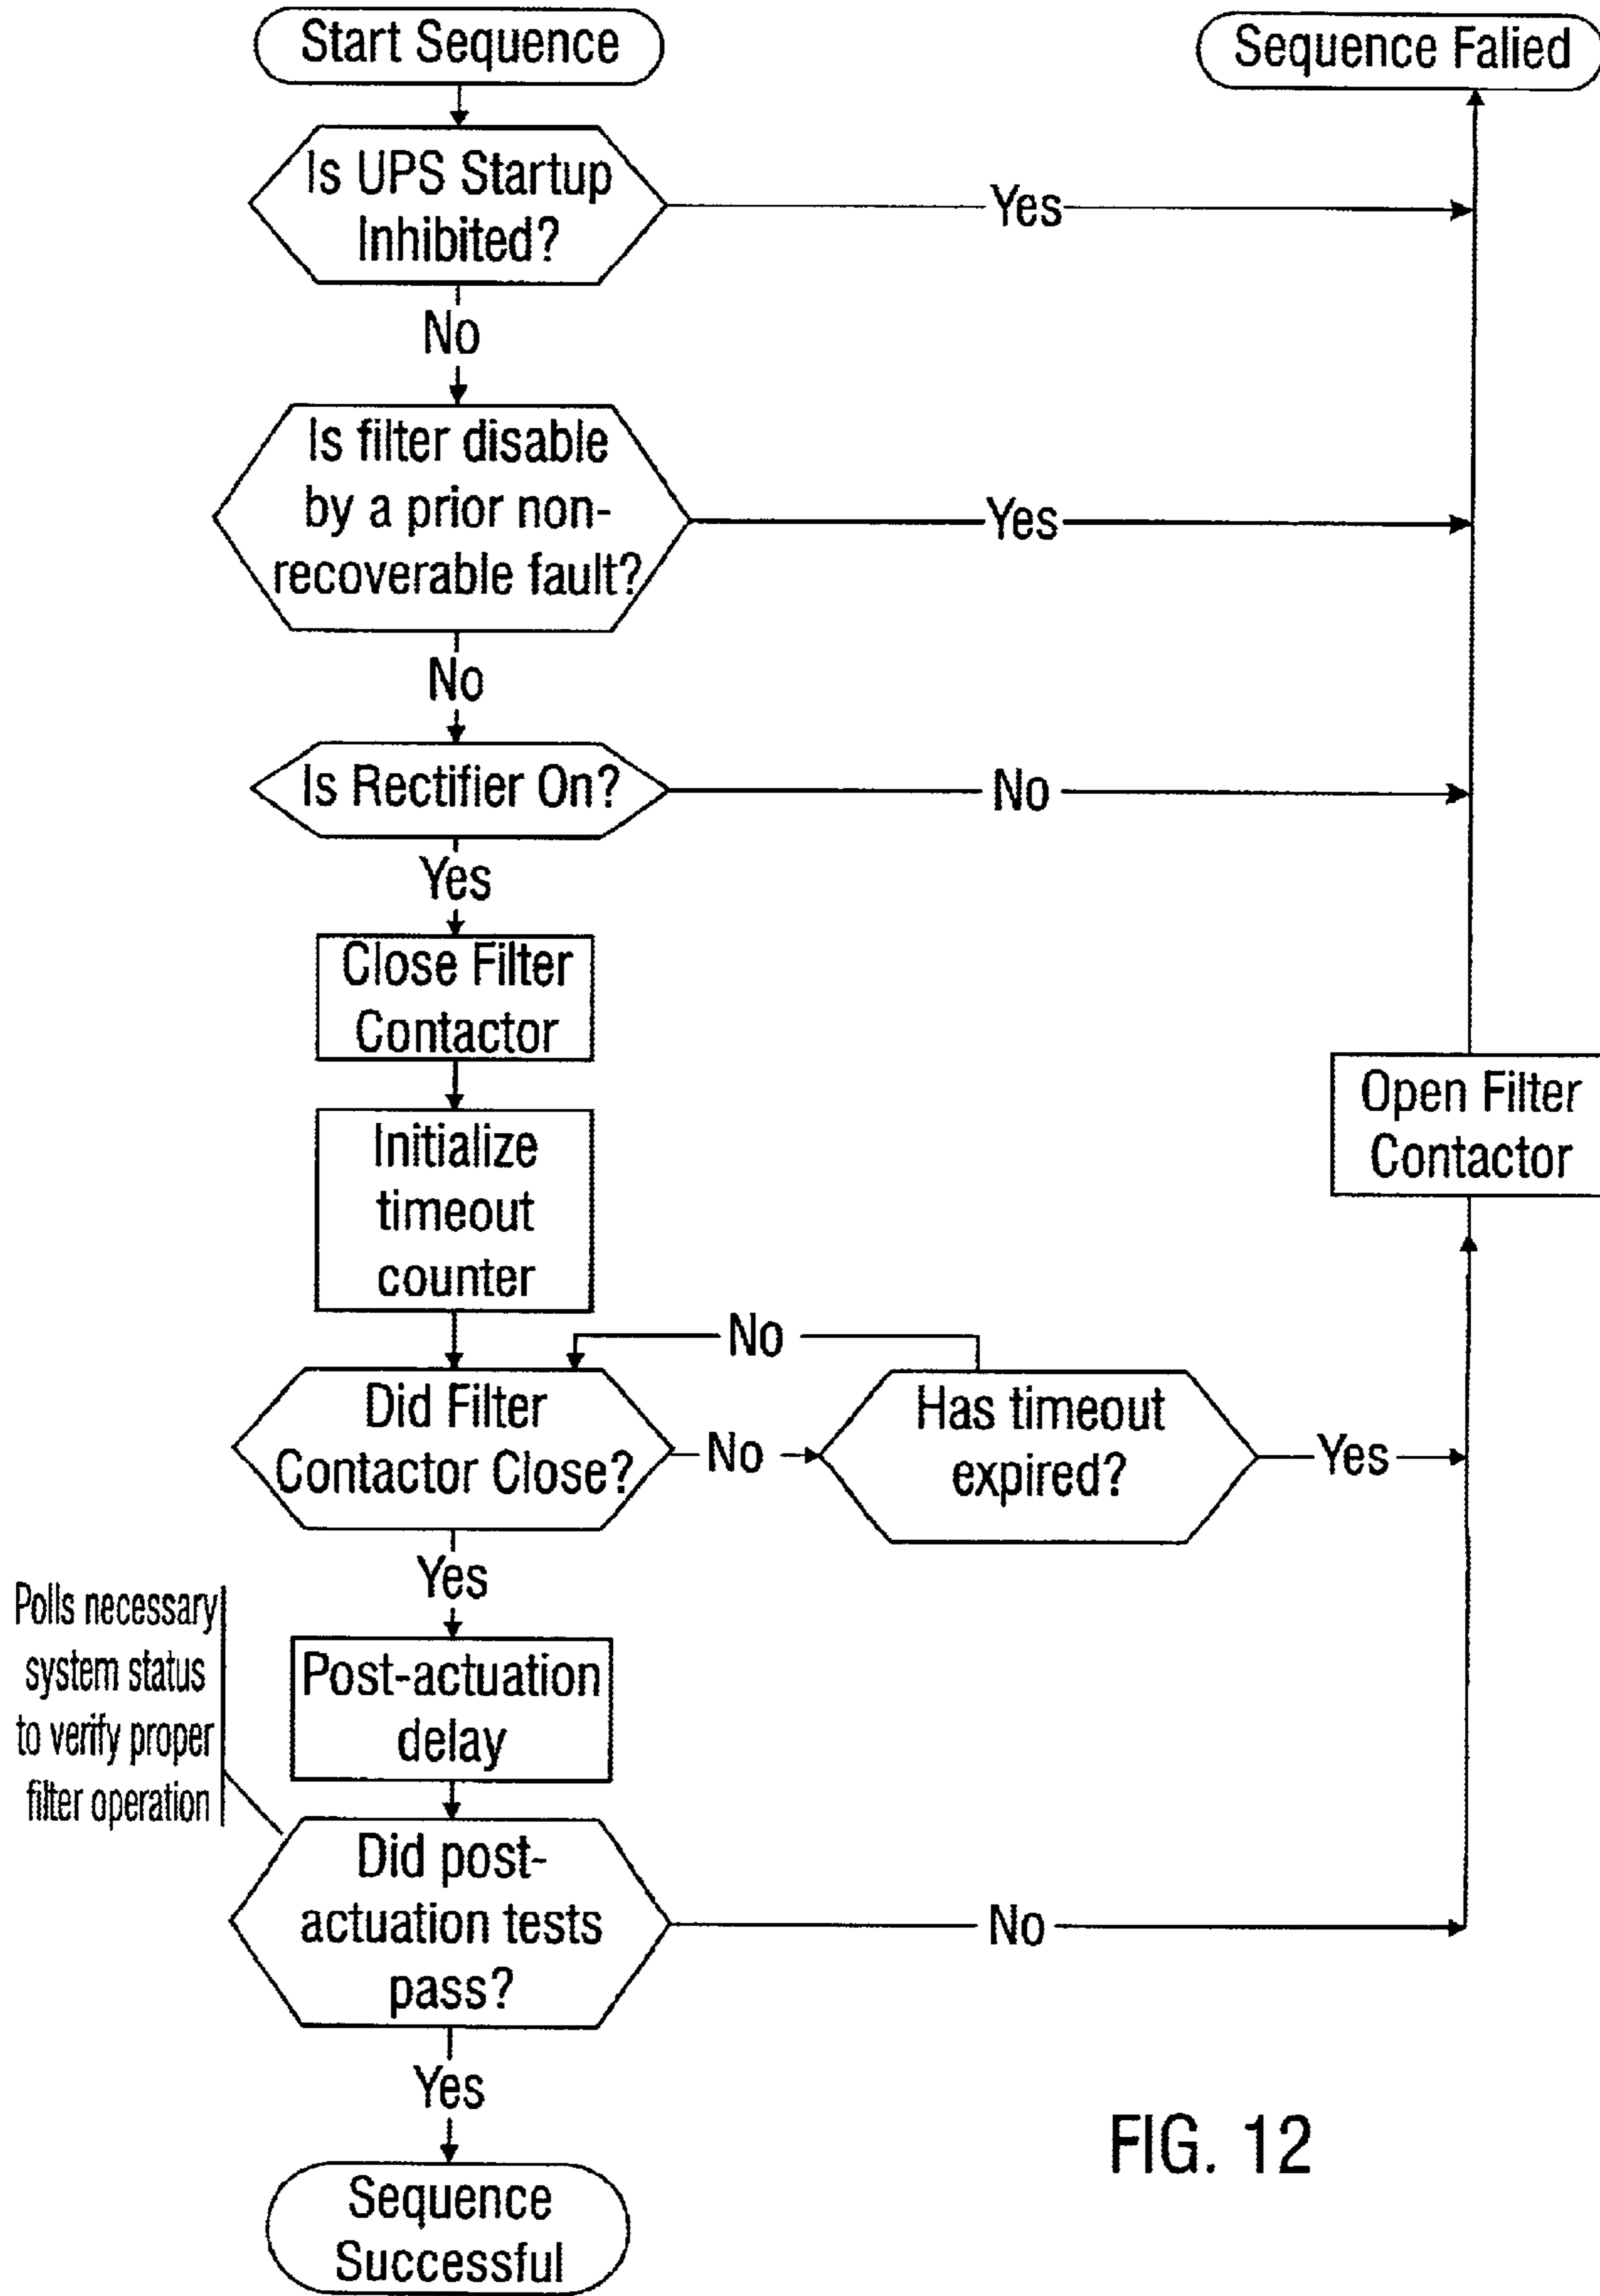 Start Sequence
Sequence Falied
Is UPS Startup
Inhibited?
Yes
No
Is filter disable
by a prior non-
recoverable fault?
Yes
No
Is Rectifier On?
No
Yes
Close Filter
Contactor
Open Filter
Contactor
Initialize
timeout
counter
No
Did Filter
Contactor Close?
No
Has timeout
expired?
Yes
Yes
Polls necessary
system status
to verify proper
filter operation
Post-actuation
delay
Did post-
actuation tests
pass?
No
Yes
Sequence
Successful
FIG. 12